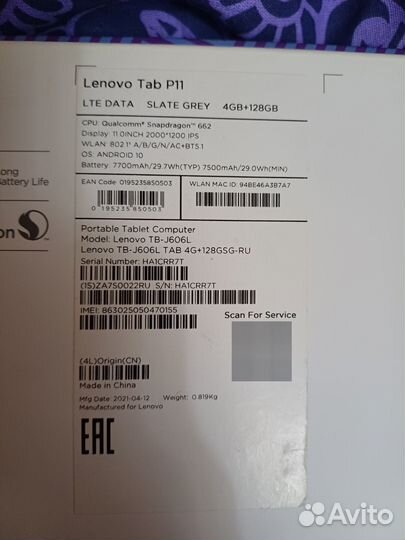 Lenovo Tab P11
LTE DATA SLATE GREY 4GB+128GB
CPU: Qualcomm® Snapdragon™ 662
Display: 11.0INCH 2000*1200 IPS
WLAN: 802.11 A/B/G/N/AC+BT5.1
OS: ANDROID 10
Battery: 7700mAh/29.7Wh(TYP) 7500mAh/29.0Wh(MIN)
EAN Code: 0195235850503
WLAN MAC ID: 94BE46A3B7A7
0 195235 850503
ong
Battery Life
on
Portable Tablet Computer
Model: Lenovo TB-J606L
Lenovo TB-J606L TAB 4G+128GSG-RU
Serial Number: HA1CRR7T
(1S)ZA7S0022RU S/N: HA1CRR7T
IMEI: 863025050470155
Scan For Service
(4L)Origin(CN)
Made in China
Mfg Date: 2021-04-12 Weight: 0.819Kg
Manufactured for Lenovo
EAC
Avito